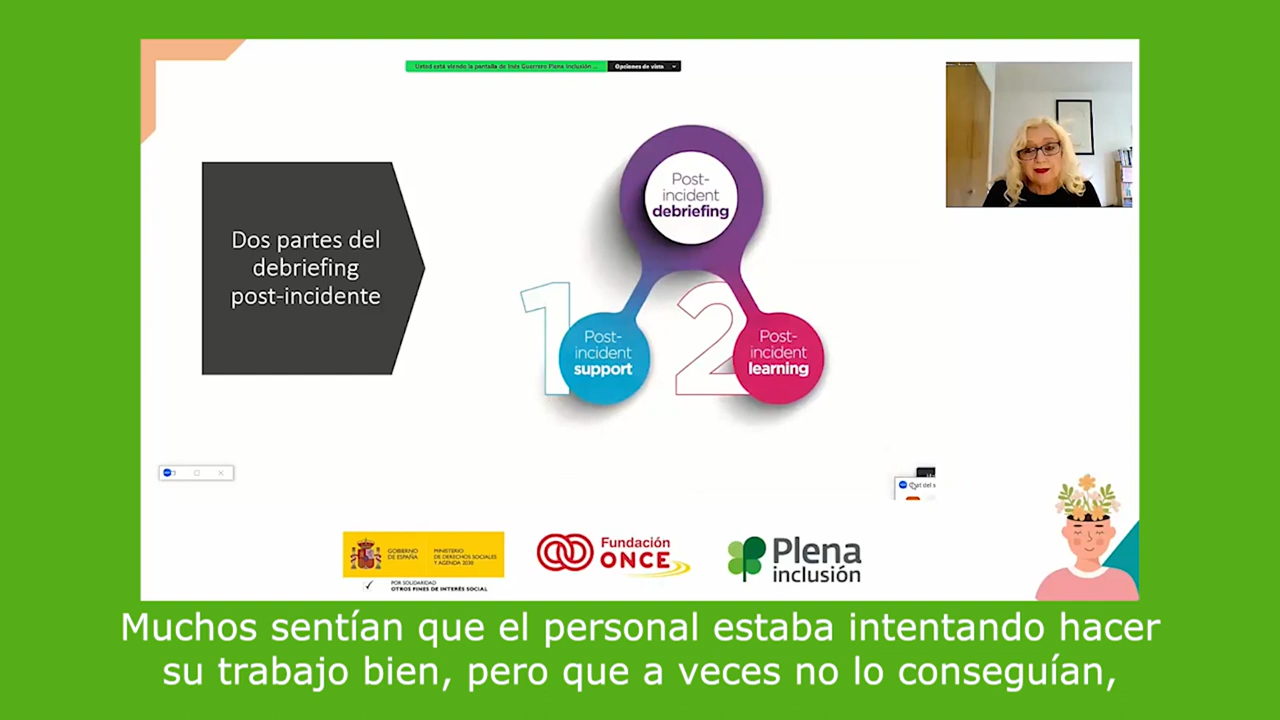 Usted está viendo la pantalla de Inés Guerrero Plena inclusión ...
Opciones de vista
Post-
incident
debriefing
Dos partes del
debriefing
post-incidente
1
2
Post-
incident
support
Post-
incident
learning
GOBIERNO
DE ESPAÑA
MINISTERIO
DE DERECHOS SOCIALES
Y AGENDA 2030
POR SOLIDARIDAD
OTROS FINES DE INTERÉS SOCIAL
Fundación
ONCE
Plena
inclusión
Muchos sentían que el personal estaba intentando hacer
su trabajo bien, pero que a veces no lo conseguían,